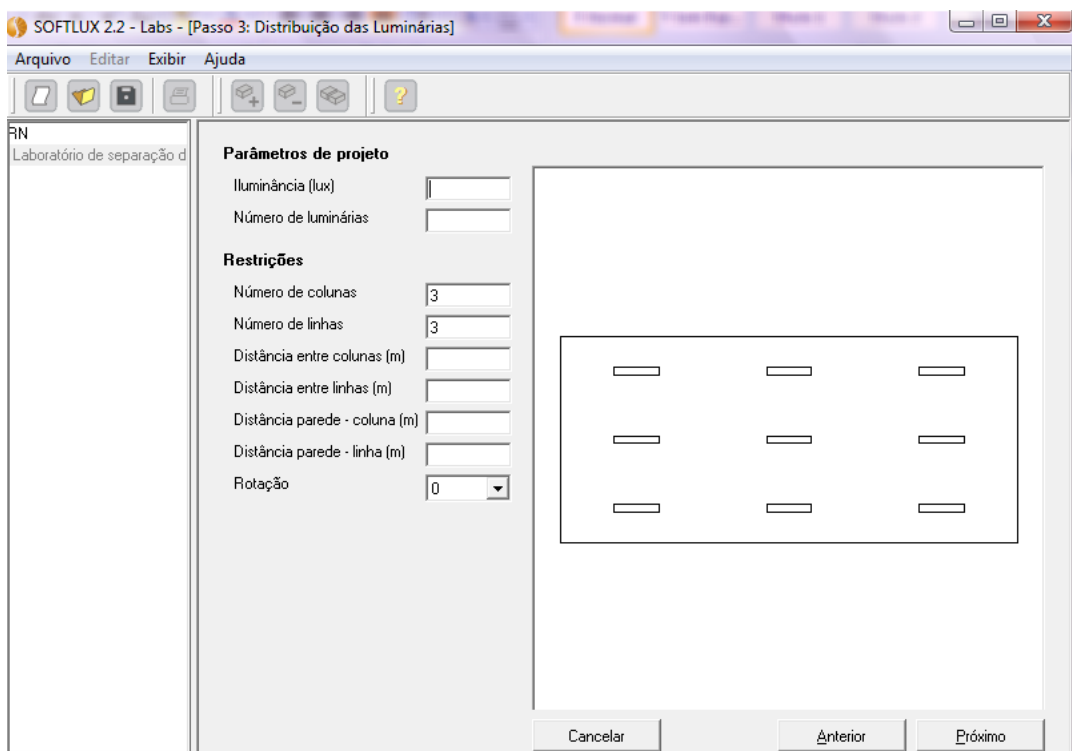 SOFTLUX 2.2 - Labs - [Passo 3: Distribuição das Luminárias]
Arquivo Editar Exibir Ajuda
RN
Laboratório de separação d
Parâmetros de projeto
Iluminância (lux)
Número de luminárias
Restrições
Número de colunas 3
Número de linhas 3
Distância entre colunas (m)
Distância entre linhas (m)
Distância parede - coluna (m)
Distância parede - linha (m)
Rotação 0
Cancelar Anterior Próximo